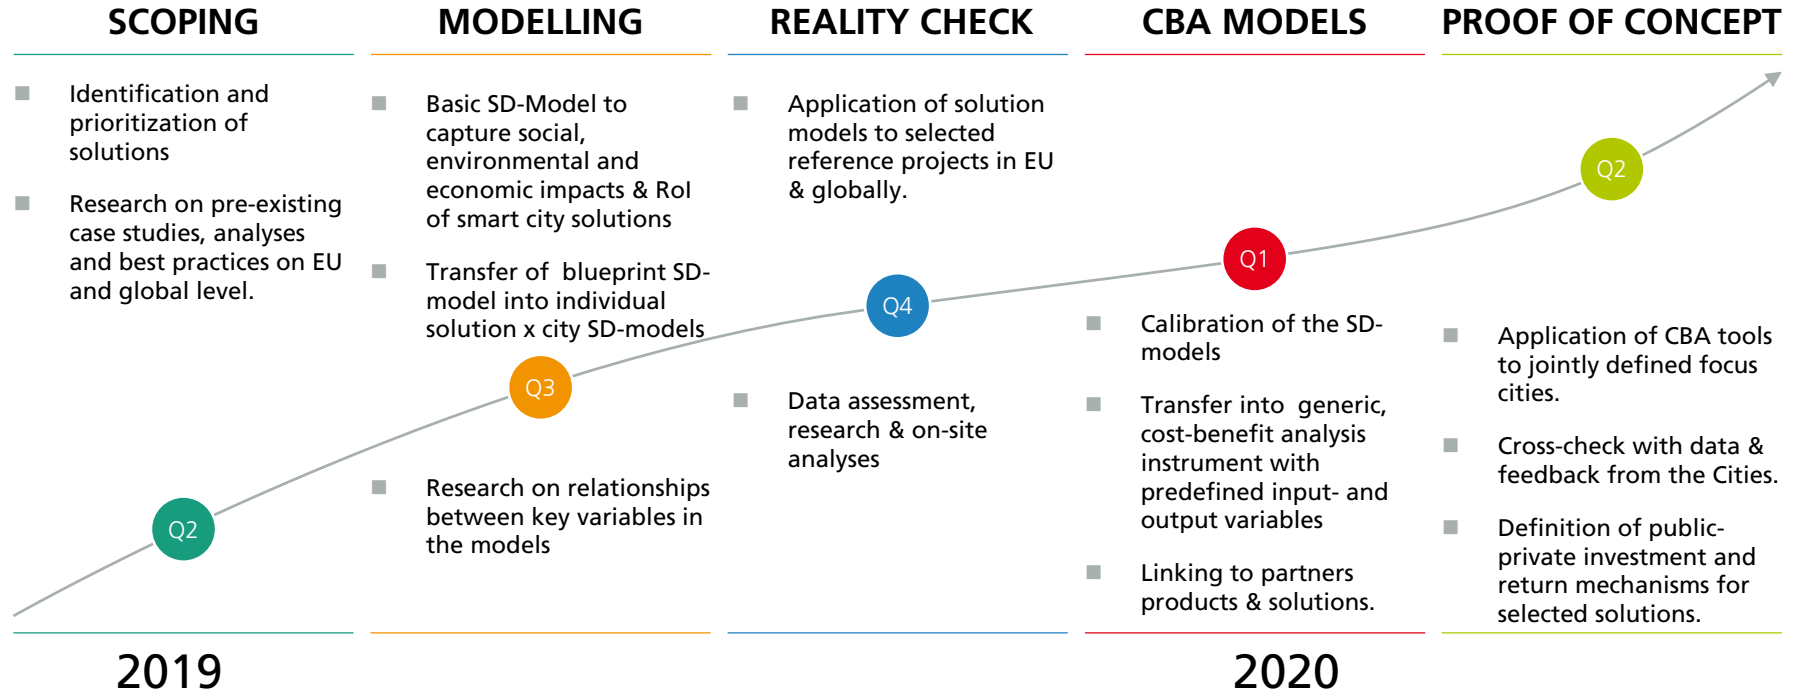 SCOPING
Identification and
prioritization of
solutions
Research on pre-existing
case studies, analyses
and best practices on EU
and global level.
Q2
2019
MODELLING
Basic SD-Model to
capture social,
environmental and
economic impacts & RoI
of smart city solutions
Transfer of  blueprint SD-
model into individual
solution x city SD-models
Q3
Research on relationships
between key variables in
the models
REALITY CHECK
Application of solution
models to selected
reference projects in EU
& globally.
Q4
Data assessment,
research & on-site
analyses
CBA MODELS
Q1
Calibration of the SD-
models
Transfer into  generic,
cost-benefit analysis
instrument with
predefined input- and
output variables
Linking to partners
products & solutions.
2020
PROOF OF CONCEPT
Q2
Application of CBA tools
to jointly defined focus
cities.
Cross-check with data &
feedback from the Cities.
Definition of public-
private investment and
return mechanisms for
selected solutions.